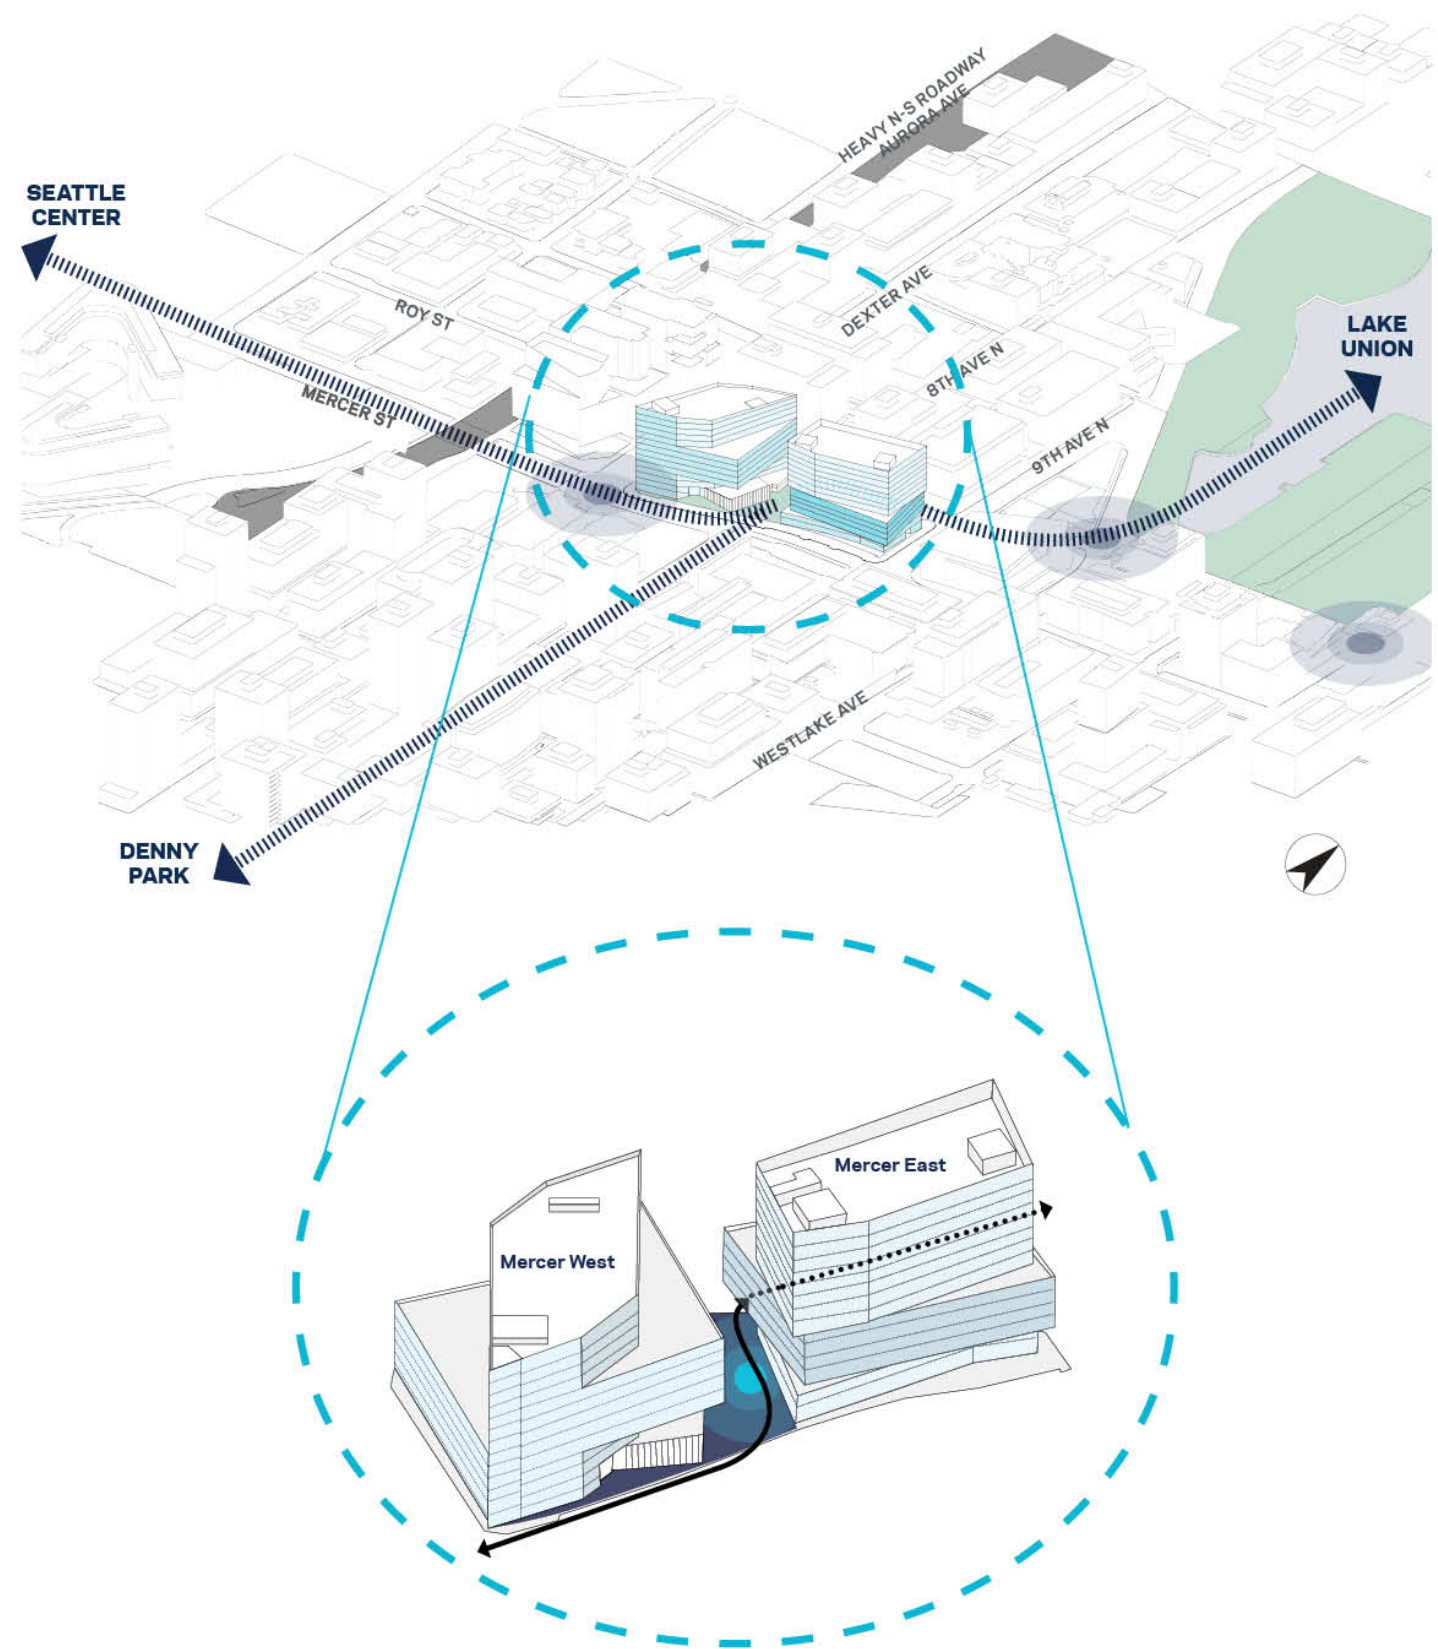 HEAVY N-S ROADWAY
AURORA AVE
SEATTLE
CENTER
ROY ST
DEXTER AVE
LAKE
UNION
MERCER ST
8TH AVE N
9TH AVE N
WESTLAKE AVE
DENNY
PARK
Mercer East
Mercer West